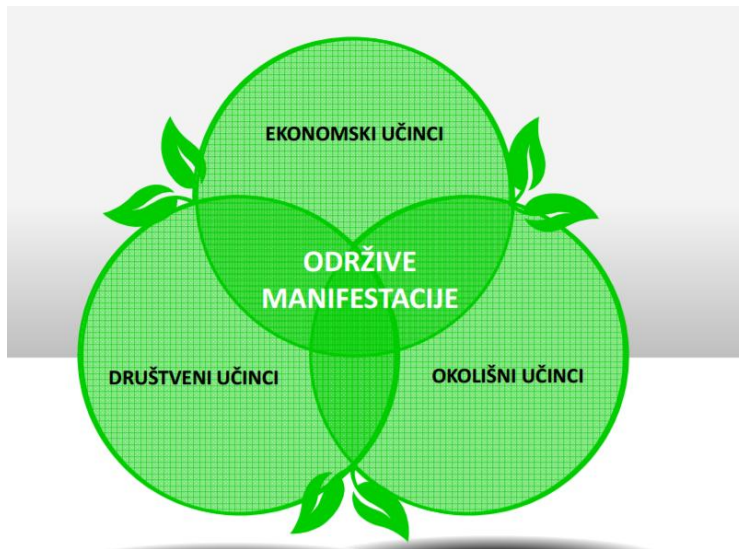 EKONOMSKI UČINCI
ODRŽIVE
MANIFESTACIJE
DRUŠTVENI UČINCI
OKOLIŠNI UČINCI